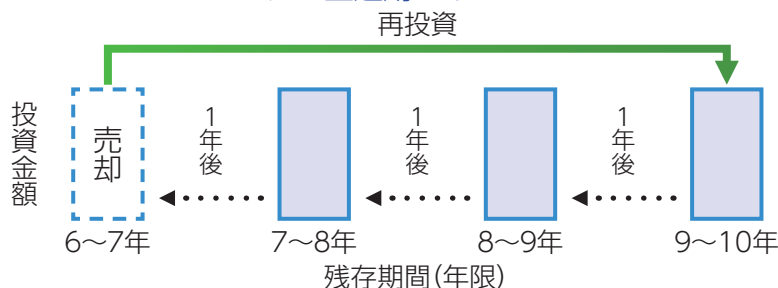 再投資
投資金額
売却
1年後
1年後
1年後
6～7年
7～8年
8～9年
9～10年
残存期間(年限)